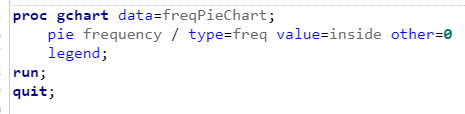 proc gchart data=freqPieChart;
pie frequency / type=freq value=inside other=0
legend;
run;
quit;